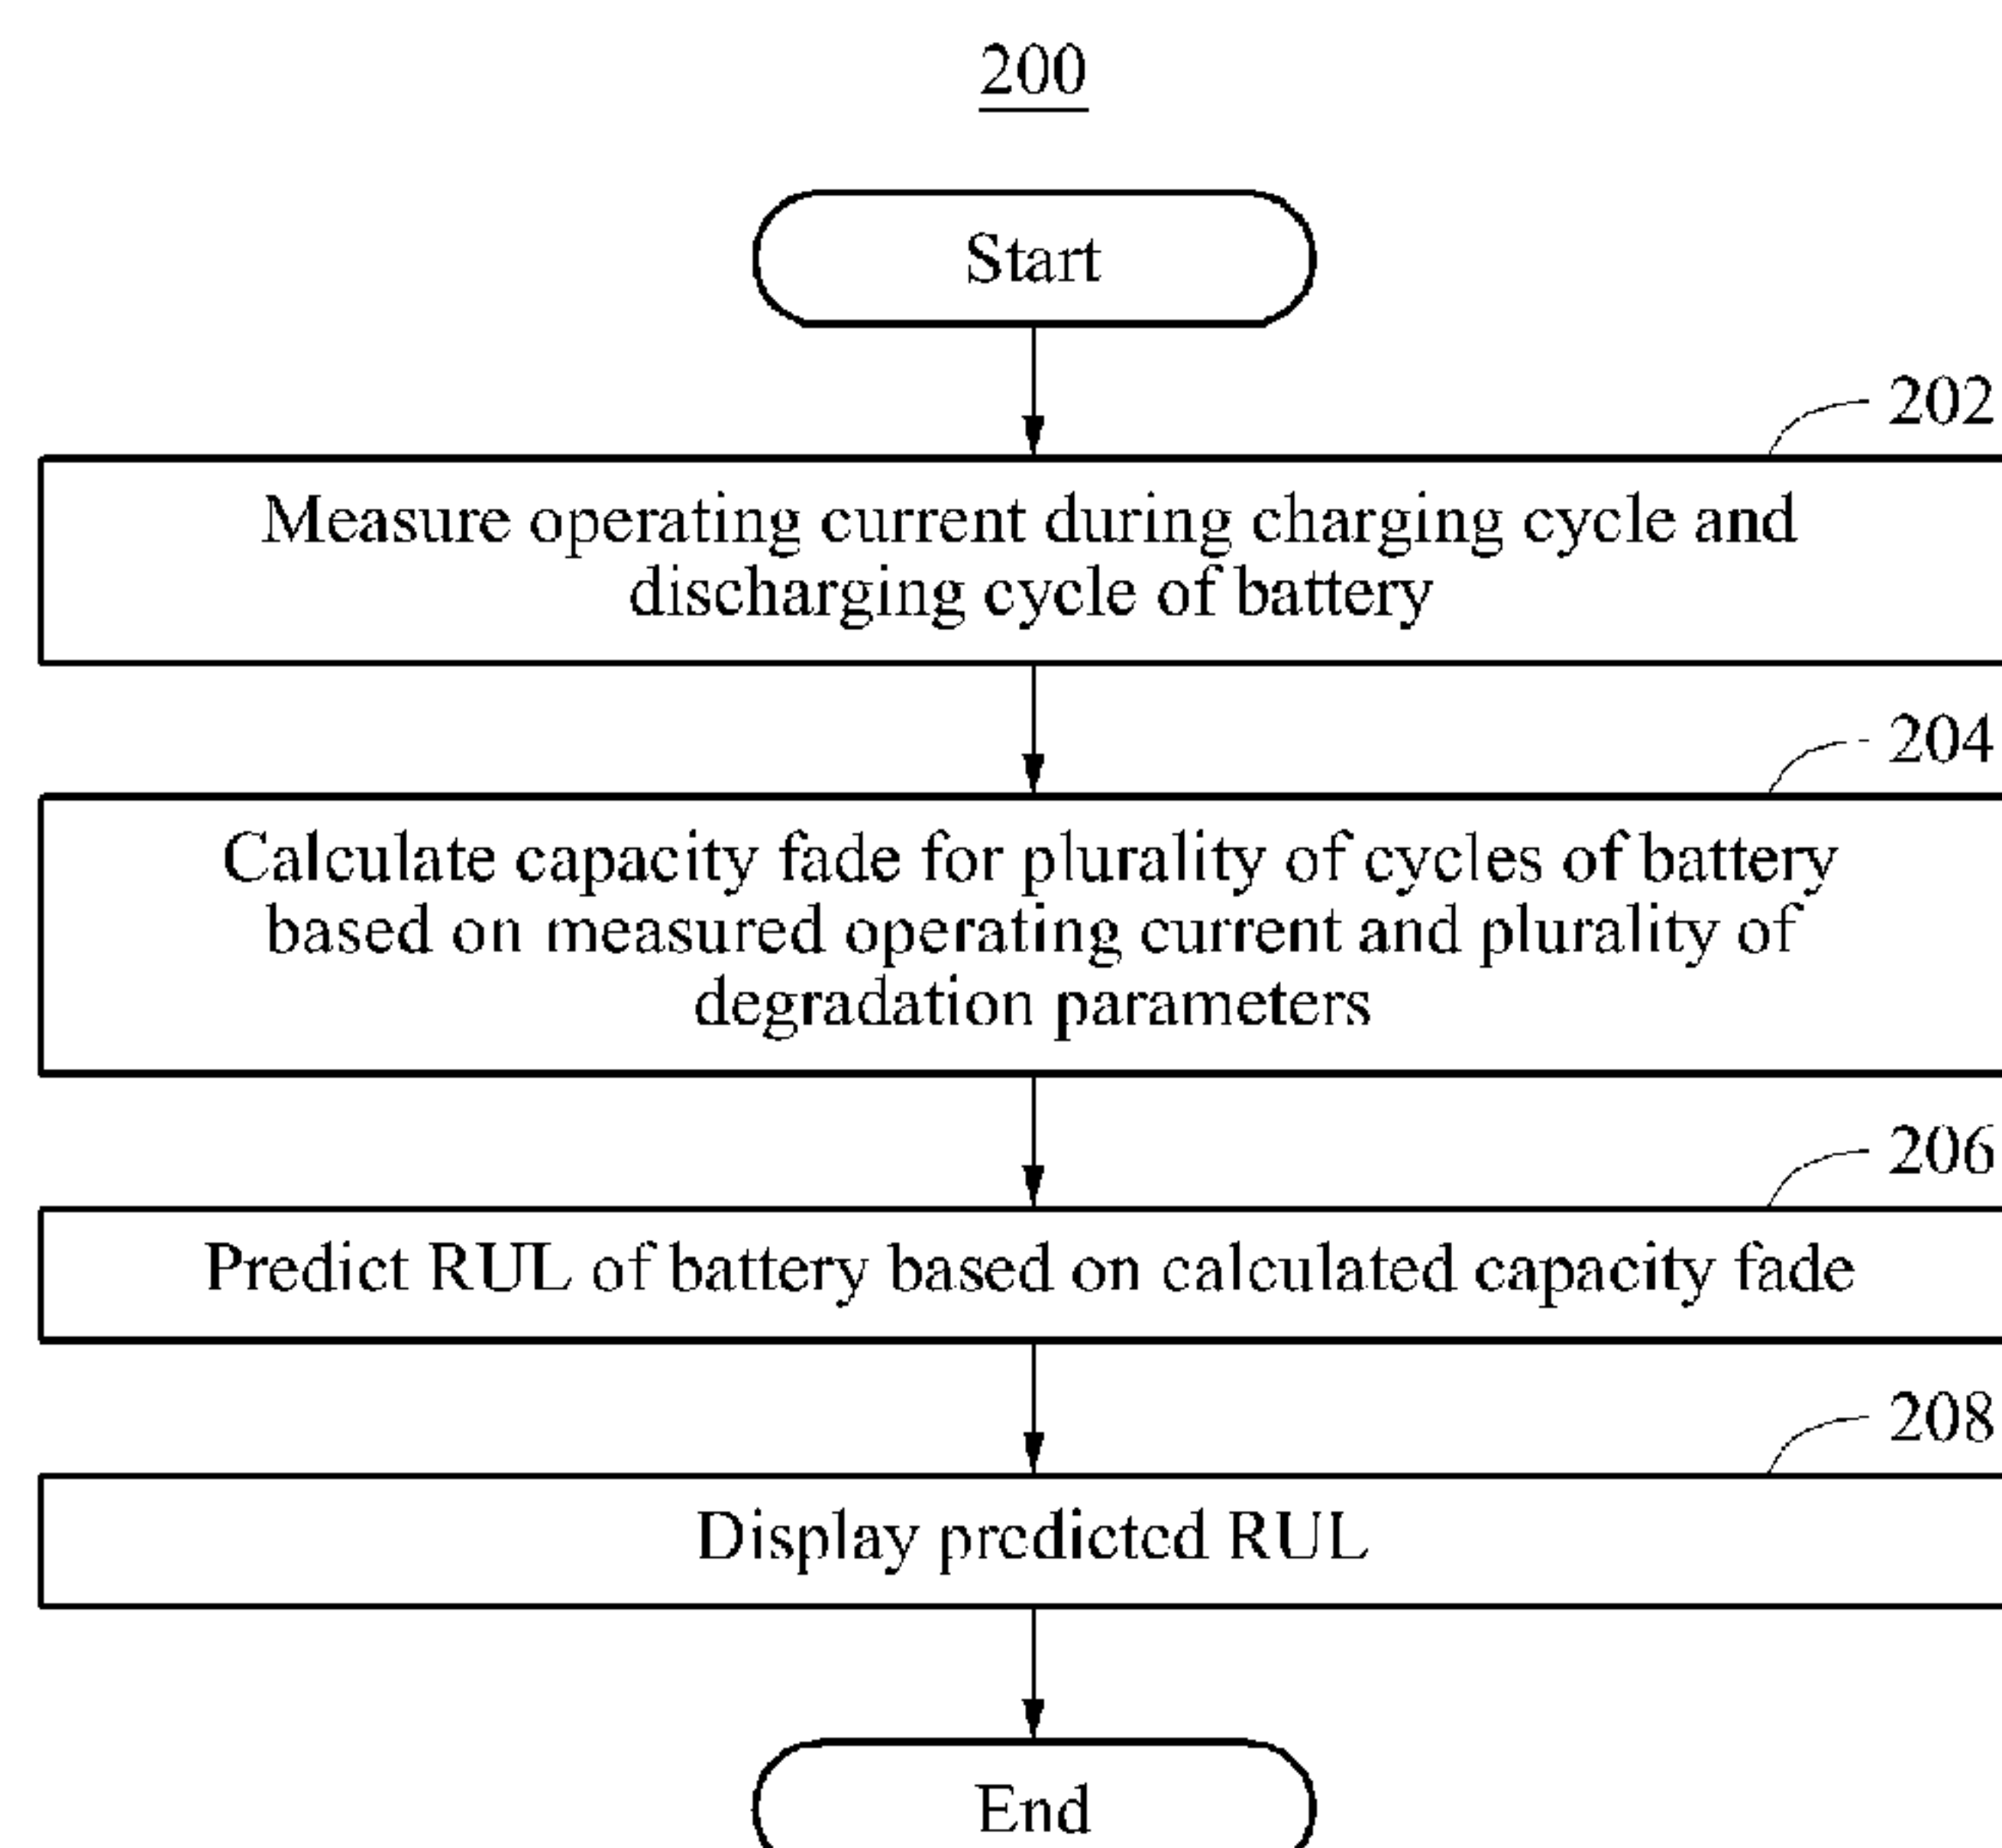 200
Start
202
Measure operating current during charging cycle and
discharging cycle of battery
204
Calculate capacity fade for plurality of cycles of battery
based on measured operating current and plurality of
degradation parameters
206
Predict RUL of battery based on calculated capacity fade
208
Display predicted RUL
End